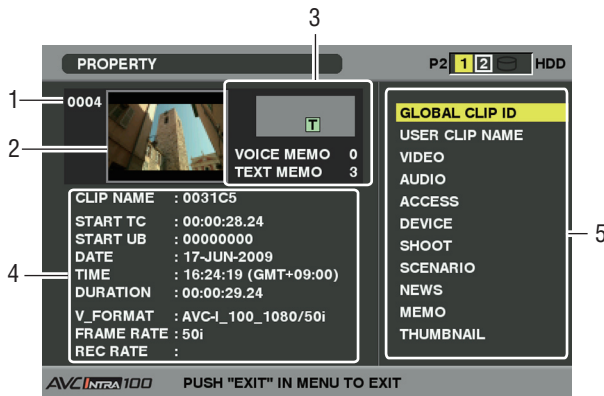 3
PROPERTY
P2 1 2 HDD
1
0004
2
T
VOICE MEMO 0
TEXT MEMO 3
4
CLIP NAME : 0031C5
START TC : 00:00:28.24
START UB : 00000000
DATE : 17-JUN-2009
TIME : 16:24:19 (GMT+09:00)
DURATION : 00:00:29.24
V_FORMAT : AVC-I_100_1080/50i
FRAME RATE : 50i
REC RATE :
GLOBAL CLIP ID
USER CLIP NAME
VIDEO
AUDIO
ACCESS
DEVICE
SHOOT
SCENARIO
NEWS
MEMO
THUMBNAIL
5
AVC INTRA 100 PUSH "EXIT" IN MENU TO EXIT